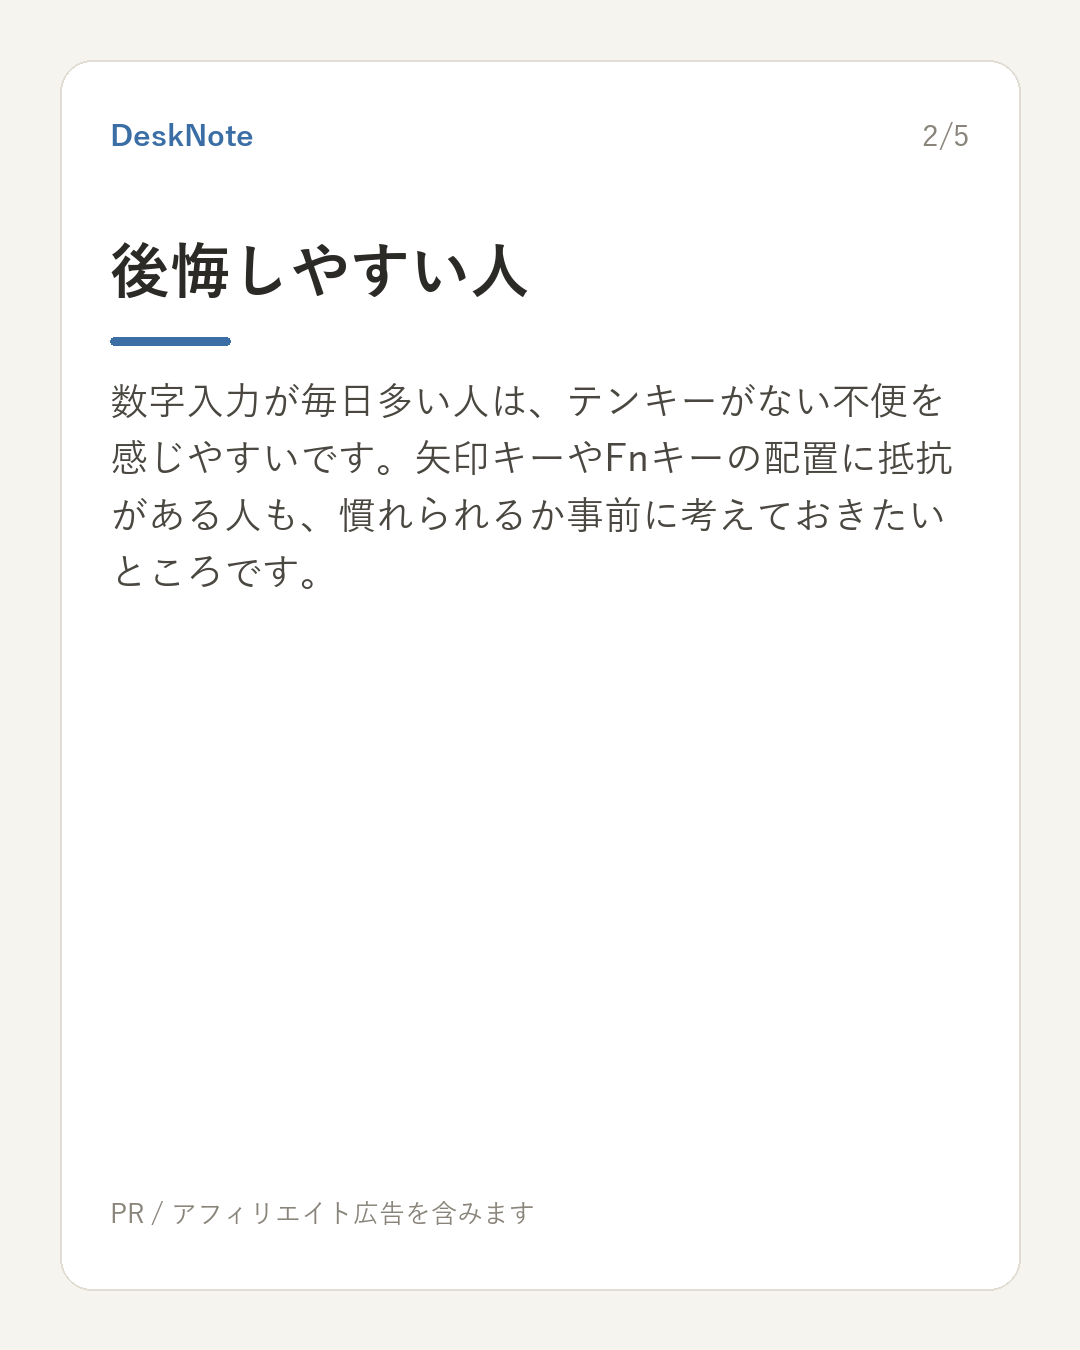 DeskNote
2/5
後悔しやすい人
数字入力が毎日多い人は、テンキーがない不便を
感じやすいです。矢印キーやFnキーの配置に抵抗
がある人も、慣れられるか事前に考えておきたい
ところです。
PR / アフィリエイト広告を含みます